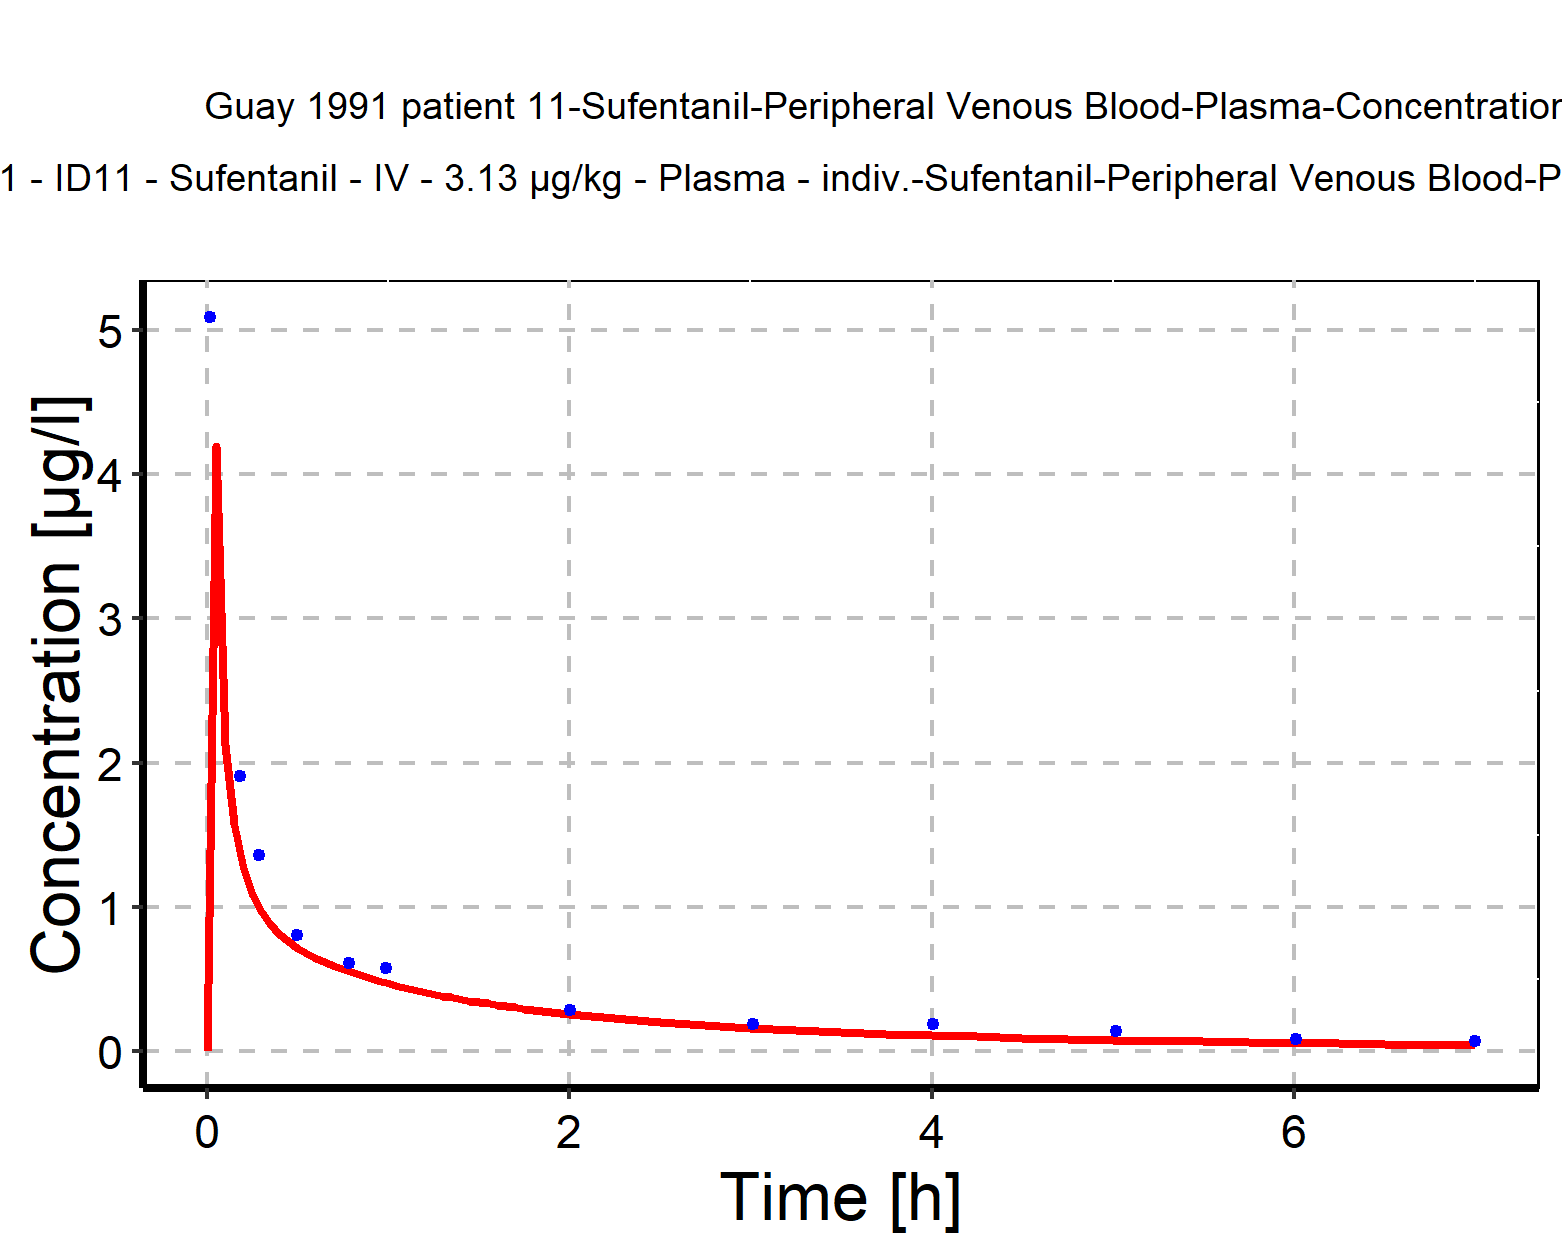 Guay 1991 patient 11-Sufentanil-Peripheral Venous Blood-Plasma-Concentration
1 - ID11 - Sufentanil - IV - 3.13 µg/kg - Plasma - indiv.-Sufentanil-Peripheral Venous Blood-P
Concentration [µg/l]
5
4
3
2
1
0
0 2 4 6
Time [h]